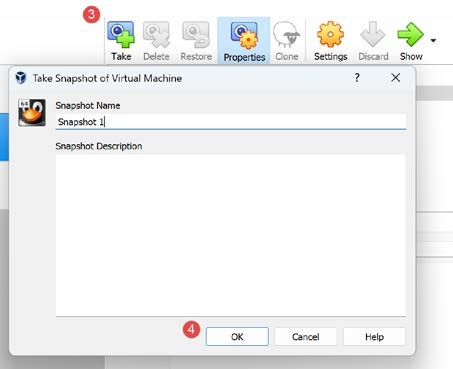 3
Take Delete Restore Properties Clone Settings Discard Show
Take Snapshot of Virtual Machine ? ×
64
Snapshot Name
Snapshot 1
Snapshot Description
4
OK Cancel Help